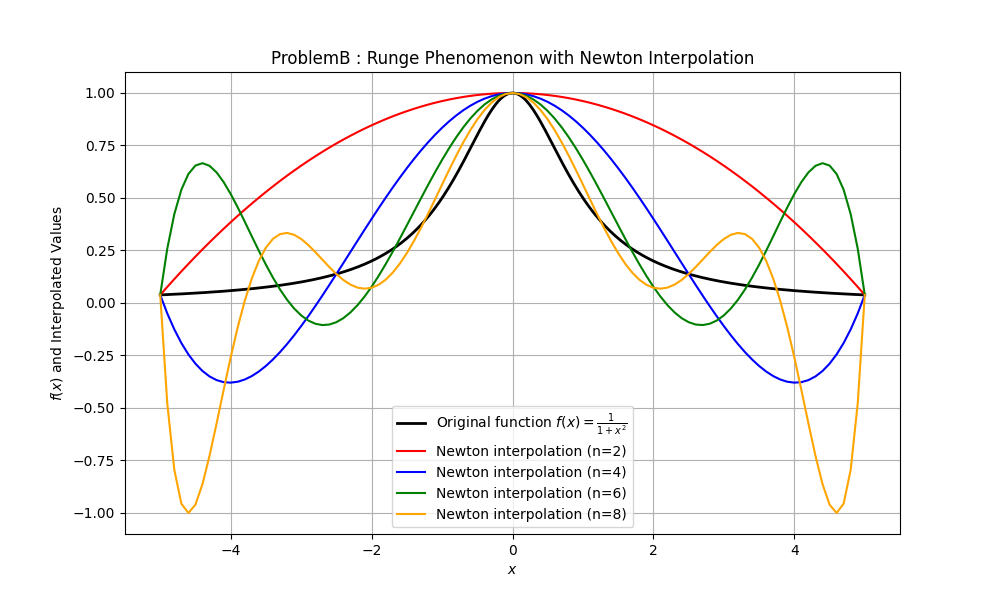 ProblemB : Runge Phenomenon with Newton Interpolation
f(x) and Interpolated Values
1.00
0.75
0.50
0.25
0.00
−0.25
−0.50
−0.75
−1.00
Original function f(x) = 1/(1+x²)
Newton interpolation (n=2)
Newton interpolation (n=4)
Newton interpolation (n=6)
Newton interpolation (n=8)
−4 −2 0 2 4
x